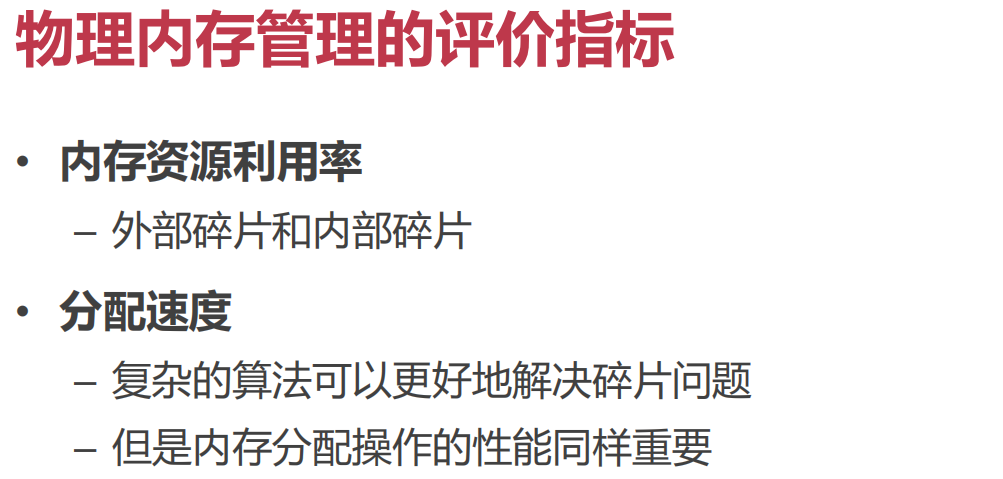 物理内存管理的评价指标
• 内存资源利用率
– 外部碎片和内部碎片
• 分配速度
– 复杂的算法可以更好地解决碎片问题
– 但是内存分配操作的性能同样重要